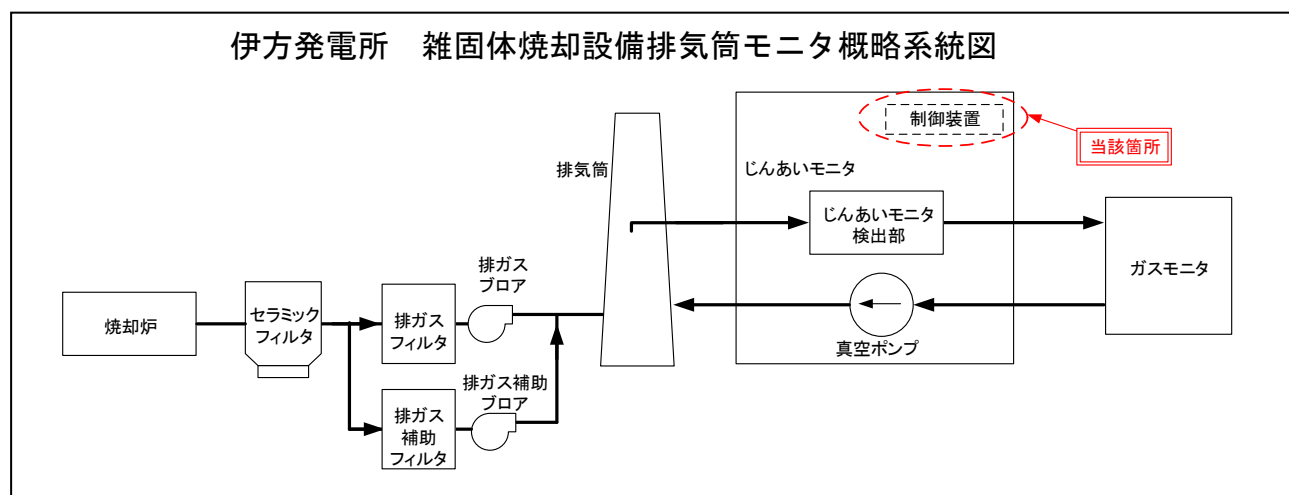 伊方発電所　雑固体焼却設備排気筒モニタ概略系統図
制御装置
当該箇所
排気筒
じんあいモニタ
じんあいモニタ
検出部
ガスモニタ
排ガス
ブロア
焼却炉
セラミック
フィルタ
排ガス
フィルタ
真空ポンプ
排ガス補助
ブロア
排ガス
補助
フィルタ